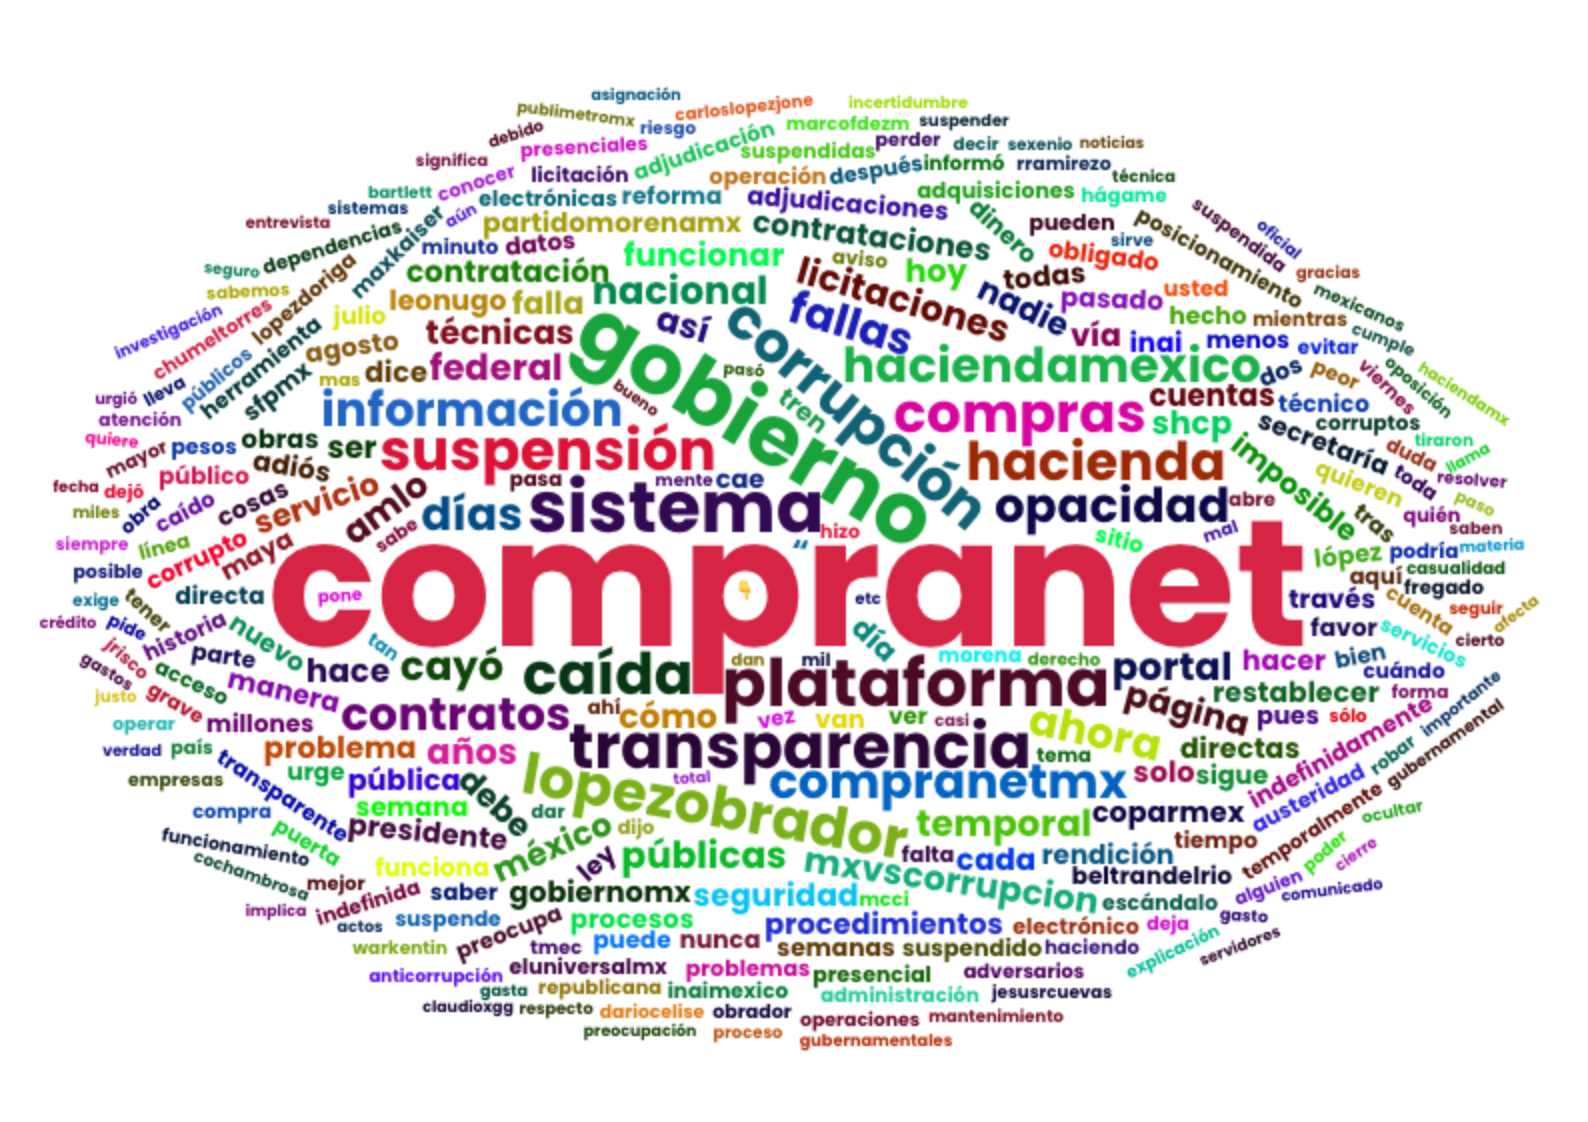 asignación
publimetromx
carloslopezjone
incertidumbre
debido
riesgo
marcofdezm
suspender
significa
presenciales
adjudicación
suspendidas
perder
decir
sexenio
noticias
bartlett
conocer
licitación
operación
después
informó
rramirezo
técnica
sistemas
aún
electrónicas
reforma
adjudicaciones
adquisiciones
hágame
entrevista
maxkaiser
partidomorenamx
contrataciones
dinero
pueden
posicionamiento
suspendida
oficial
dependencias
minuto
datos
funcionar
aviso
hoy
obligado
sirve
seguro
lopezdoriga
contratación
nacional
licitaciones
todas
usted
gracias
sabemos
leonugo
falla
nadie
pasado
mexicanos
investigación
chumeltorres
julio
técnicas
gobierno
así
corrupción
fallas
vía
inai
hecho
mientras
menos
evitar
cumple
públicos
herramienta
agosto
dice
federal
pasó
haciendamexico
dos
peor
viernes
oposición
haciendamx
urgió
lleva
sfpmx
mas
información
bueno
tren
compras
cuentas
shcp
técnico
corruptos
atención
quiere
mayor
pesos
obras
ser
suspensión
hacienda
imposible
secretaría
duda
tiraron
llama
fecha
dejó
público
adiós
pasa
mente
cae
opacidad
abre
quieren
toda
resolver
paso
miles
obra
caído
cosas
servicio
amlo
días
sistema
hizo
sitio
mal
tras
quién
saben
siempre
línea
corrupto
maya
sabe
“
lópez
podría
materia
posible
directa
compranet
👇
pone
etc
aquí
casualidad
fregado
exige
tener
través
cuenta
seguir
afecta
crédito
pide
historia
nuevo
tan
día
favor
servicios
cierto
jrisco
gastos
acceso
parte
hace
cayó
caída
dan
mil
plataforma
morena
derecho
portal
hacer
bien
cuándo
justo
grave
manera
contratos
ahí
cómo
vez
van
ver
casi
ahora
página
restablecer
forma
importante
operar
millones
pues
sólo
indefinidamente
verdad
país
problema
años
transparencia
tema
directas
robar
gubernamental
empresas
transparente
urge
pública
debe
lopezobrador
total
compranetmx
solo
sigue
austeridad
compra
puerta
semana
presidente
méxico
dar
dijo
temporal
coparmex
tiempo
temporalmente
ocultar
funcionamiento
cochambrosa
funciona
ley
públicas
mxvscorrupcion
falta
cada
rendición
beltrandelrio
poder
cierre
mejor
indefinida
saber
gobiernomx
seguridad
mcci
escándalo
alguien
comunicado
implica
actos
suspende
procesos
procedimientos
electrónico
deja
gasto
warkentin
preocupa
tmec
puede
nunca
semanas
suspendido
haciendo
explicación
servidores
anticorrupción
eluniversalmx
problemas
presencial
adversarios
gasta
republicana
inaimexico
administración
jesusrcuevas
claudioxgg
respecto
dariocelise
obrador
operaciones
mantenimiento
preocupación
proceso
gubernamentales